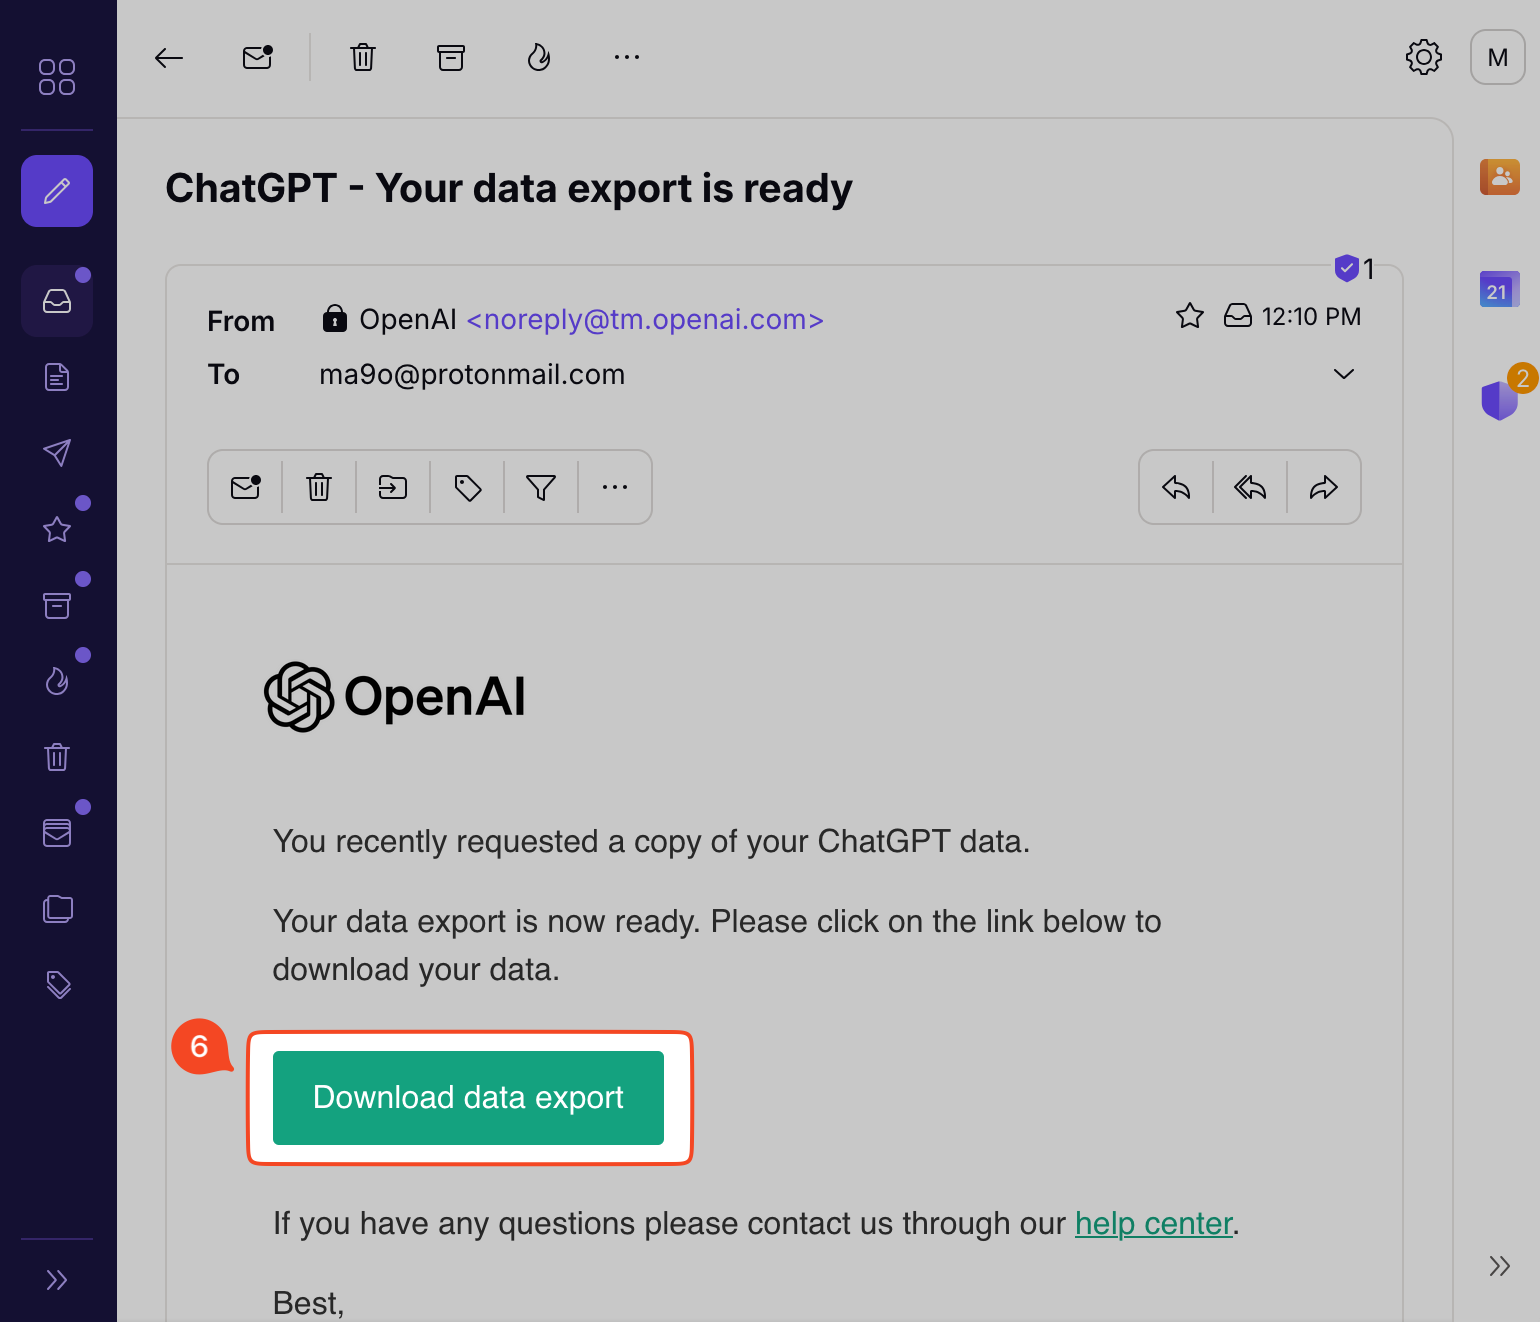 M
ChatGPT - Your data export is ready
1
From OpenAI <noreply@tm.openai.com> 12:10 PM
To ma9o@protonmail.com
21
2
OpenAI
You recently requested a copy of your ChatGPT data.
Your data export is now ready. Please click on the link below to
download your data.
6
Download data export
If you have any questions please contact us through our help center.
Best,